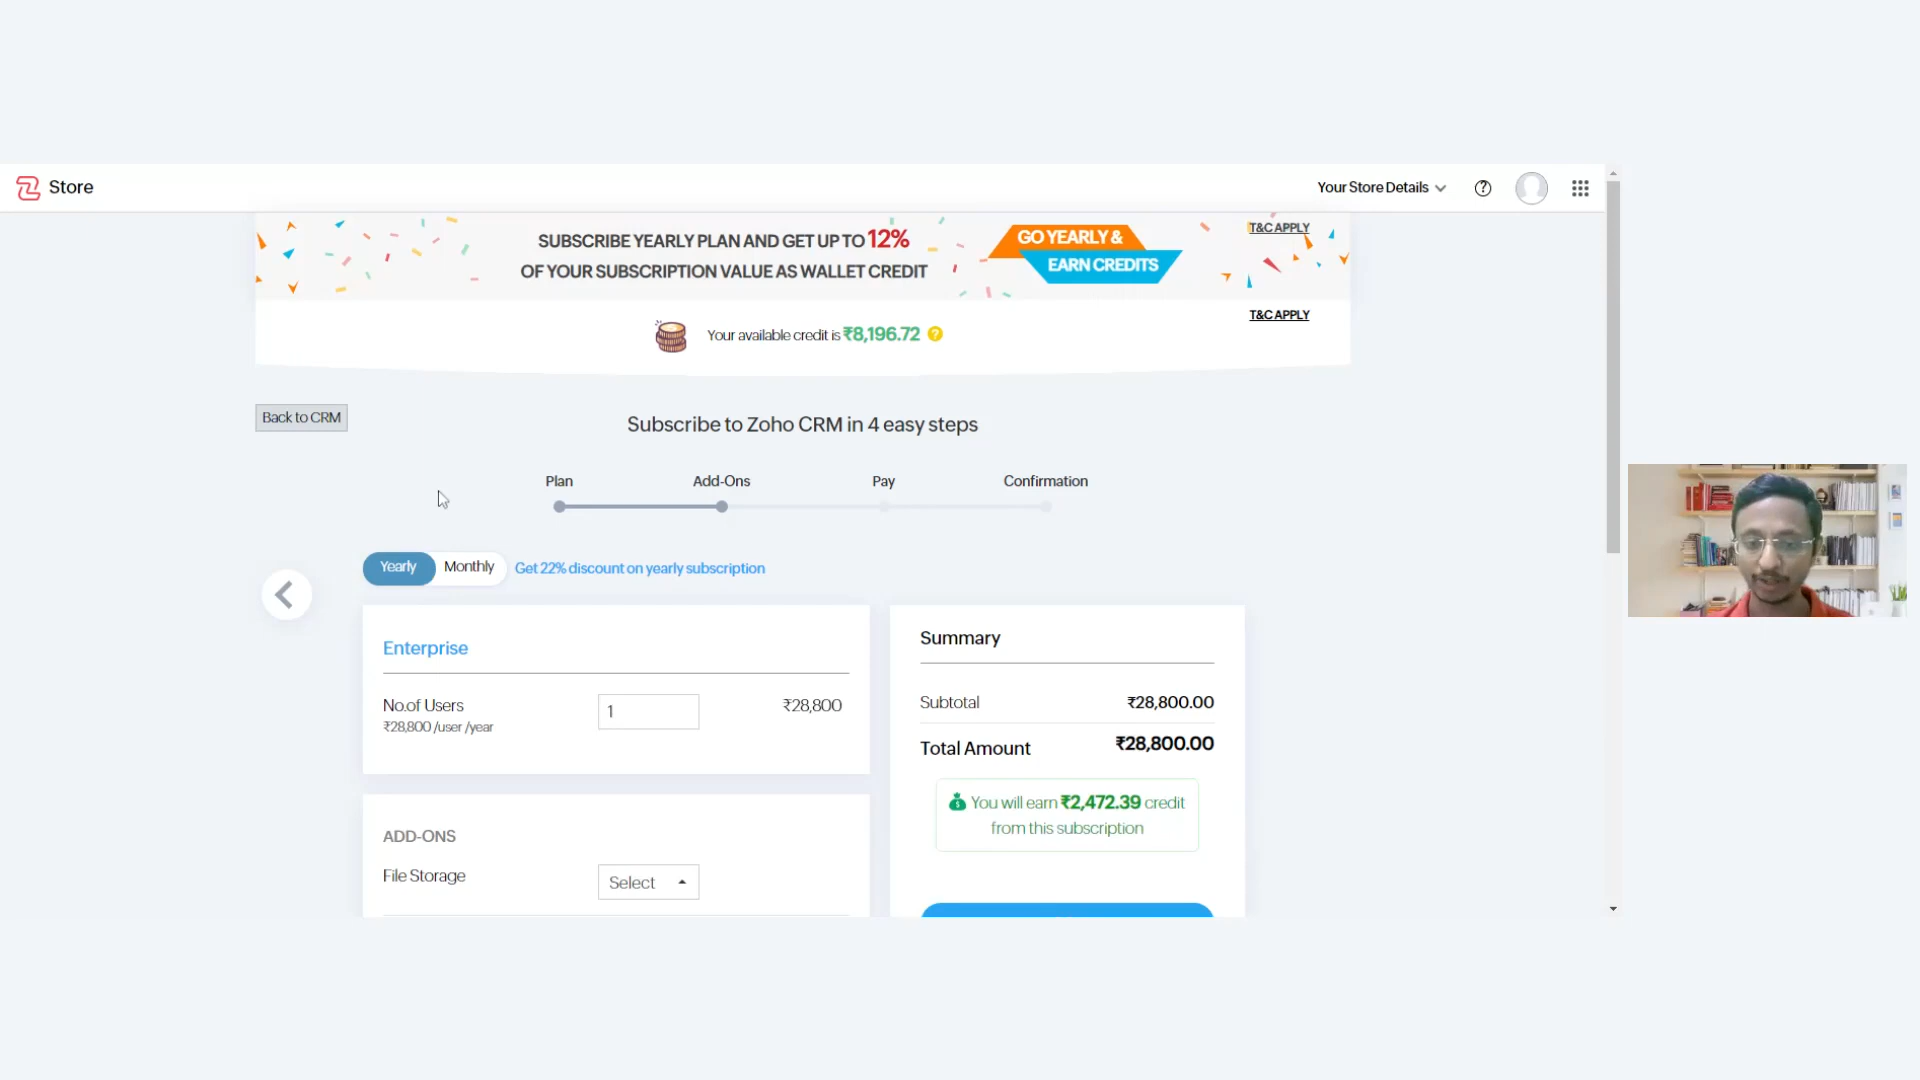 Store
Your Store Details
SUBSCRIBE YEARLY PLAN AND GET UP TO 12%
OF YOUR SUBSCRIPTION VALUE AS WALLET CREDIT
GO YEARLY &
EARN CREDITS
T&C APPLY
Your available credit is ₹8,196.72 ?
T&C APPLY
Back to CRM
Subscribe to Zoho CRM in 4 easy steps
Plan
Add-Ons
Pay
Confirmation
Yearly
Monthly
Get 22% discount on yearly subscription
Enterprise
No.of Users
1
₹28,800
₹28,800 /user /year
ADD-ONS
File Storage
Select
Summary
Subtotal
₹28,800.00
Total Amount
₹28,800.00
You will earn ₹2,472.39 credit
from this subscription